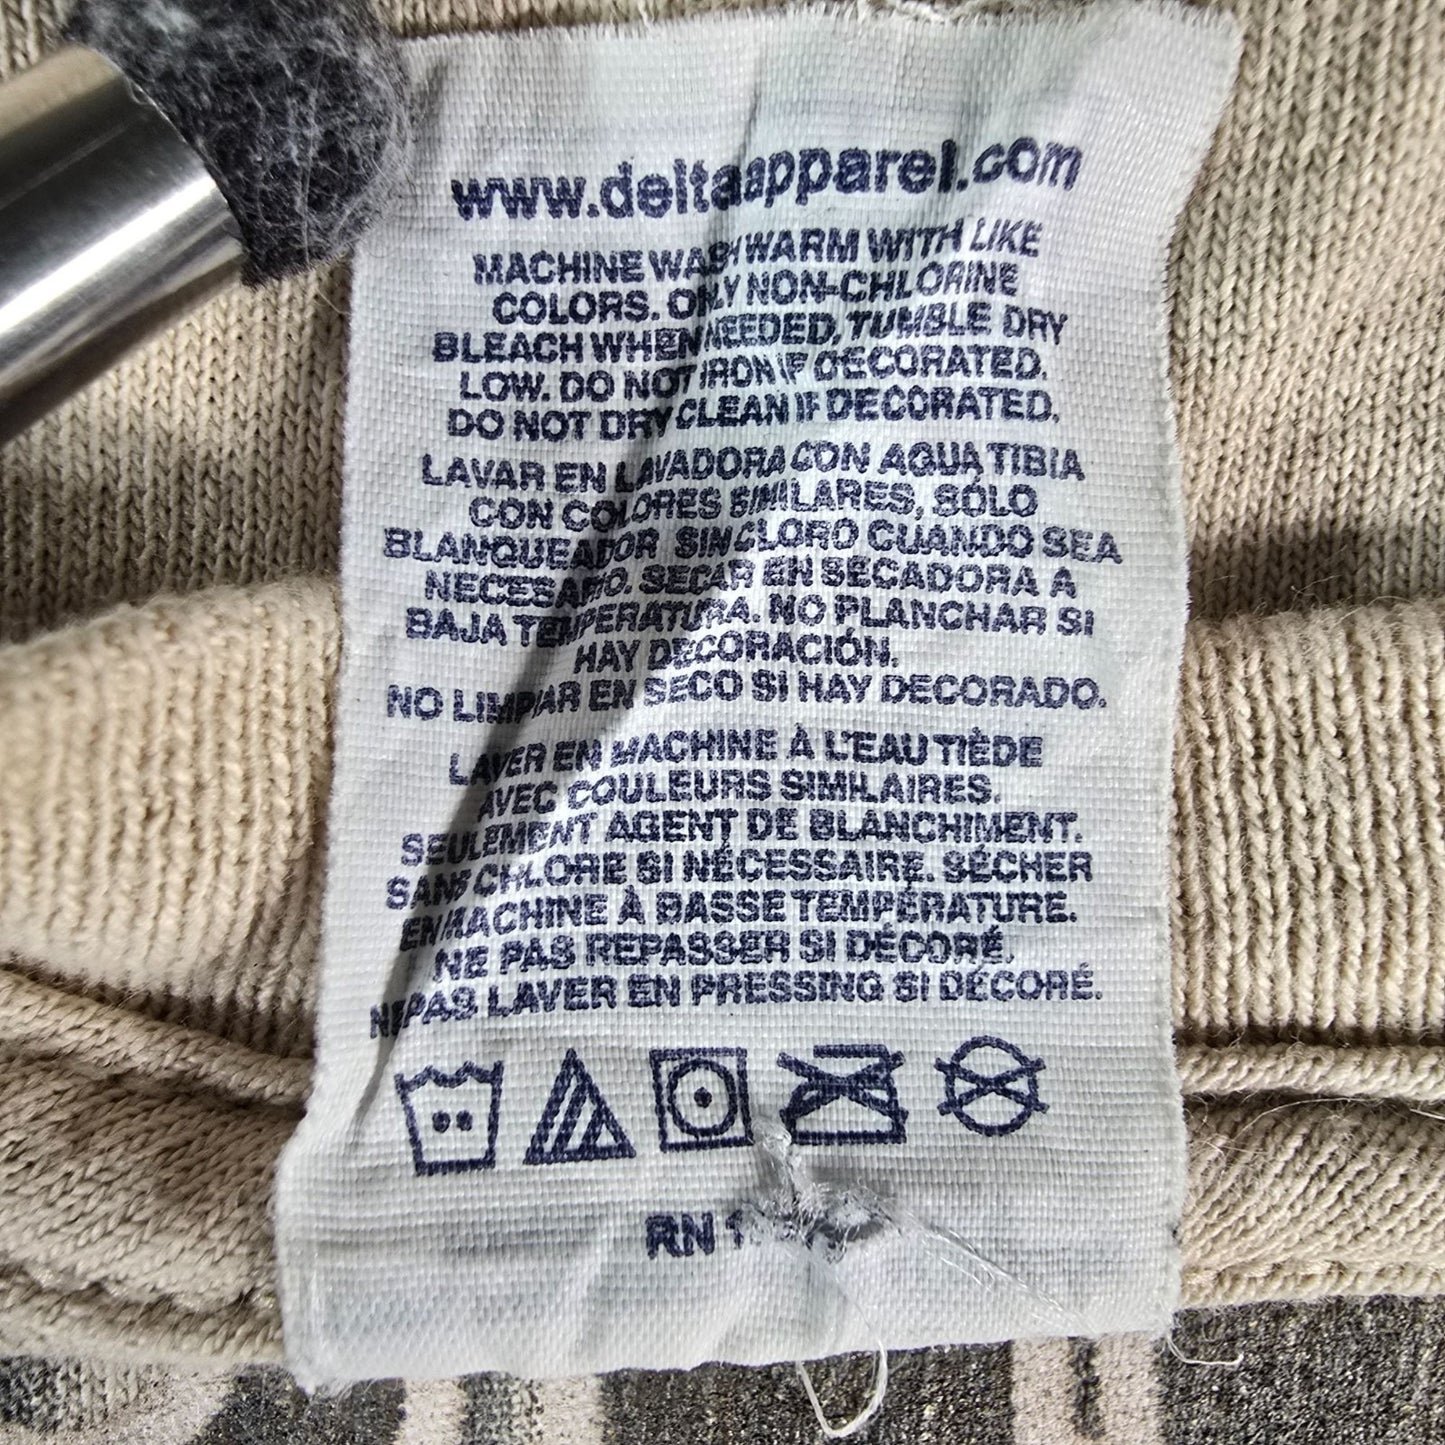 www.deltaapparel.com
MACHINE WASH WARM WITH LIKE
COLORS. ONLY NON-CHLORINE
BLEACH WHEN NEEDED, TUMBLE DRY
LOW. DO NOT IRON IF DECORATED.
DO NOT DRY CLEAN IF DECORATED.
LAVAR EN LAVADORA CON AGUA TIBIA
CON COLORES SIMILARES, SÓLO
BLANQUEADOR SIN CLORO CUANDO SEA
NECESARIO. SECAR EN SECADORA A
BAJA TEMPERATURA. NO PLANCHAR SI
HAY DECORACIÓN.
NO LIMPIAR EN SECO SI HAY DECORADO.
LAVER EN MACHINE À L'EAU TIÈDE
AVEC COULEURS SIMILAIRES.
SEULEMENT AGENT DE BLANCHIMENT.
SANS CHLORE SI NÉCESSAIRE. SÉCHER
EN MACHINE À BASSE TEMPÉRATURE.
NE PAS REPASSER SI DÉCORÉ.
NE PAS LAVER EN PRESSING SI DÉCORÉ.
RN